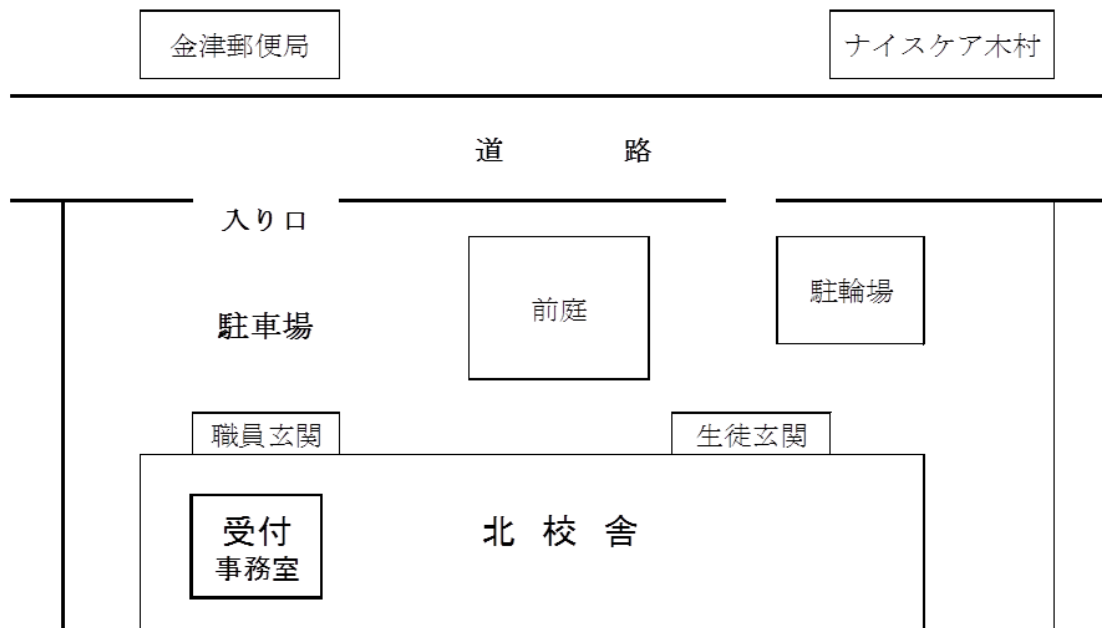 金津郵便局
ナイスケア木村
道路
入り口
前庭
駐輪場
駐車場
職員玄関
生徒玄関
受付
事務室
北校舎